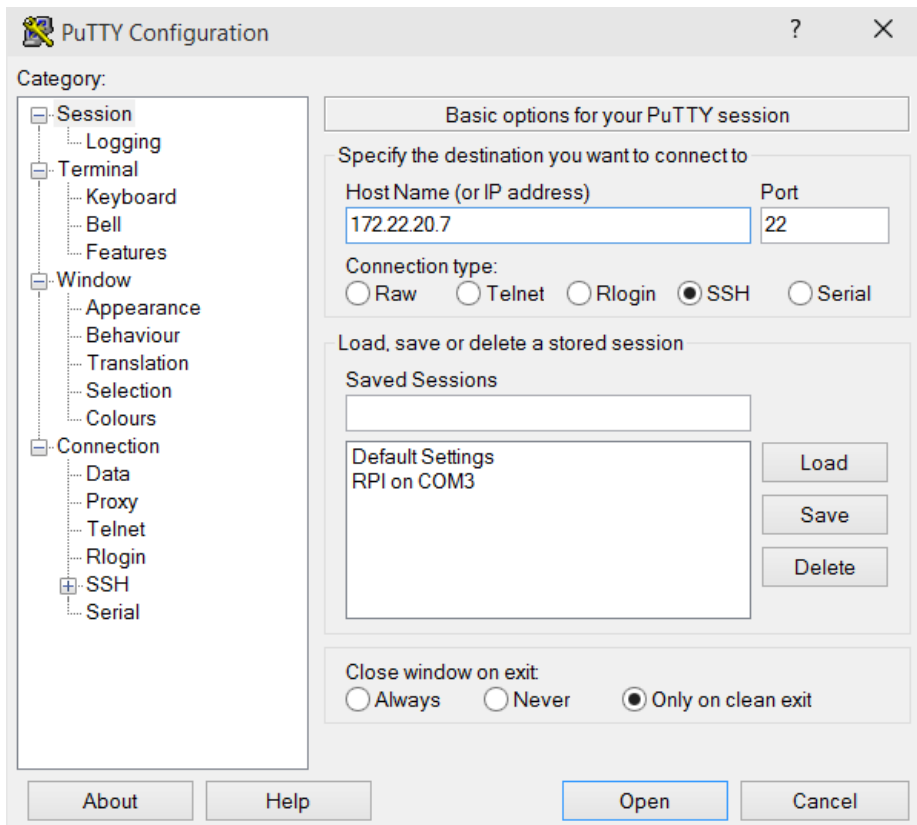 PuTTY Configuration
?
Category:
Session
Logging
Terminal
Keyboard
Bell
Features
Window
Appearance
Behaviour
Translation
Selection
Colours
Connection
Data
Proxy
Telnet
Rlogin
SSH
Serial
Basic options for your PuTTY session
Specify the destination you want to connect to
Host Name (or IP address) Port
172.22.20.7 22
Connection type:
Raw Telnet Rlogin SSH Serial
Load, save or delete a stored session
Saved Sessions
Default Settings
RPI on COM3
Load
Save
Delete
Close window on exit:
Always Never Only on clean exit
About Help Open Cancel